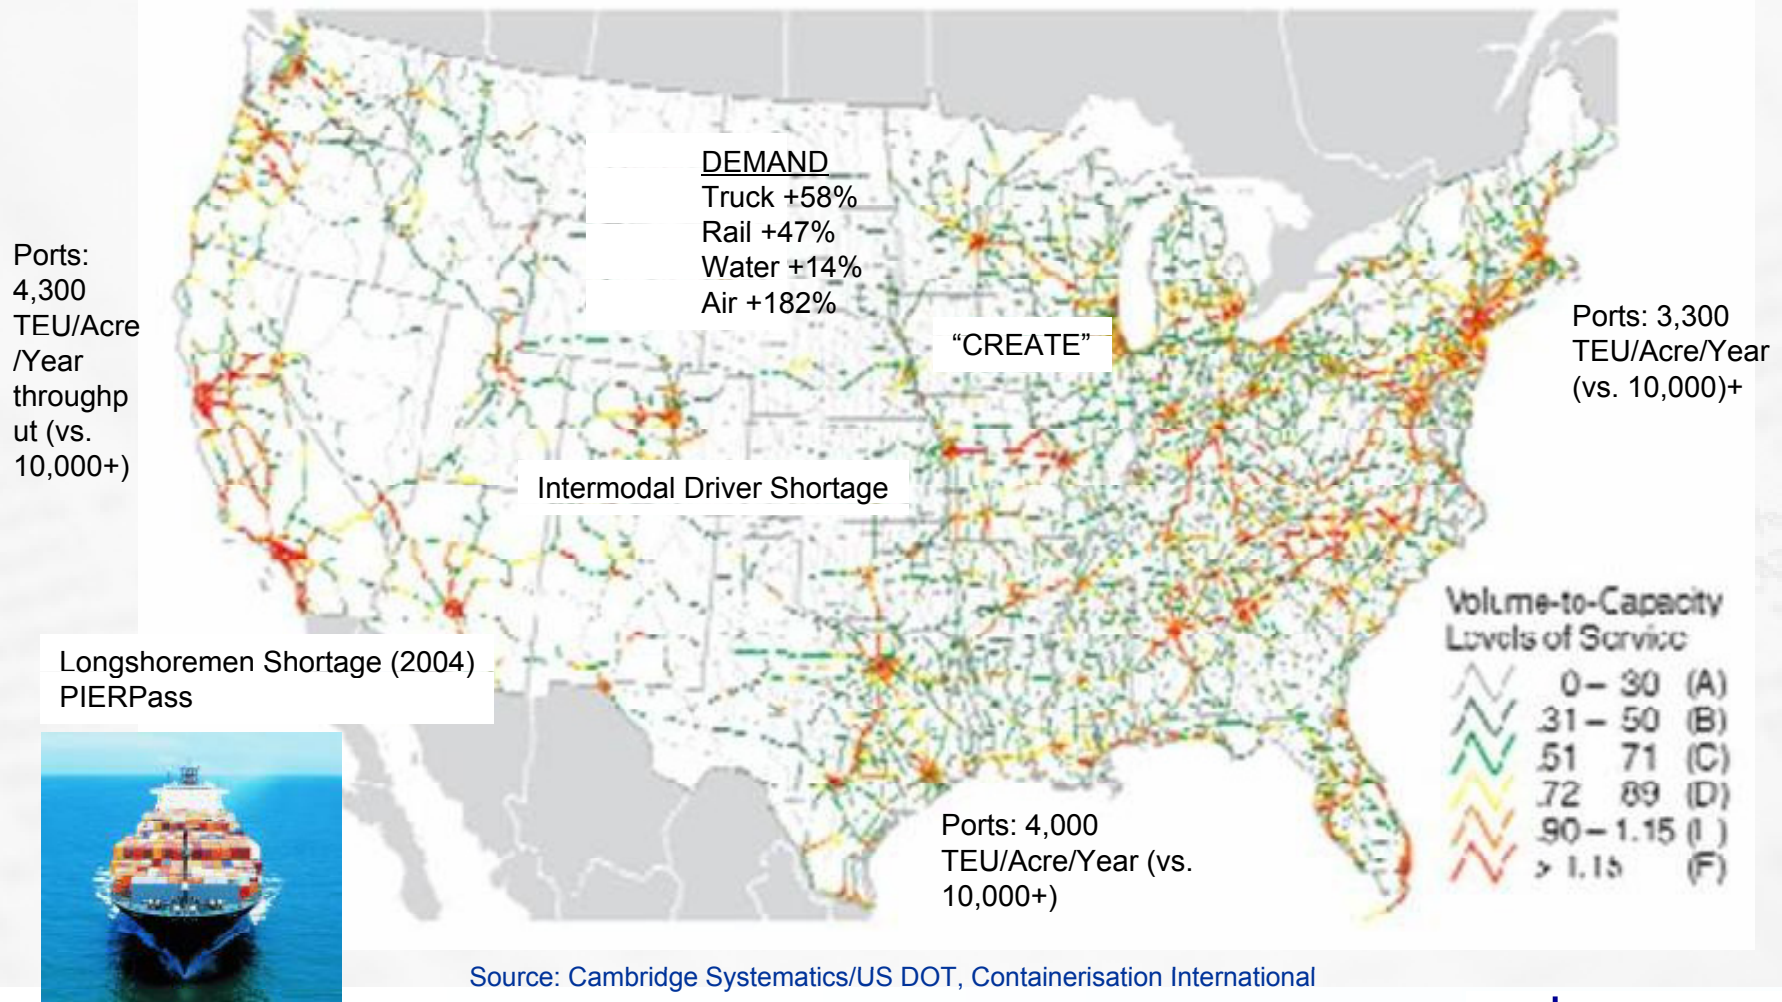 DEMAND
Truck +58%
Rail +47%
Water +14%
Air +182%
Ports:
4,300
TEU/Acre
/Year
throughp
ut (vs.
10,000+)
“CREATE”
Ports: 3,300
TEU/Acre/Year
(vs. 10,000)+
Intermodal Driver Shortage
Longshoremen Shortage (2004)
PIERPass
Ports: 4,000
TEU/Acre/Year (vs.
10,000+)
Volume-to-Capacity
Levels of Service
0 – 30 (A)
.31 – 50 (B)
.51 71 (C)
.72 89 (D)
.90 – 1.15
> 1.15 (F)
Source: Cambridge Systematics/US DOT, Containerisation International